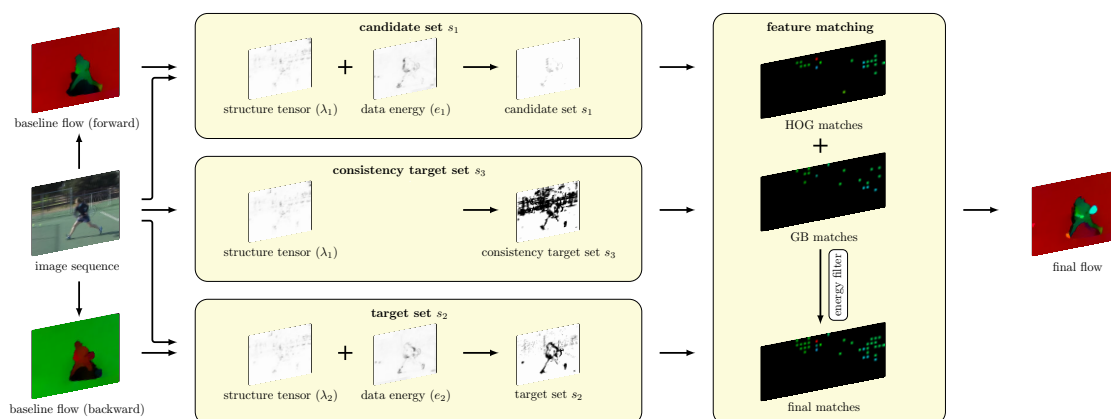 baseline flow (forward)
image sequence
baseline flow (backward)
candidate set s₁
structure tensor (λ₁)
+
data energy (e₁)
candidate set s₁
consistency target set s₃
structure tensor (λ₁)
consistency target set s₃
target set s₂
structure tensor (λ₂)
+
data energy (e₂)
target set s₂
feature matching
HOG matches
+
GB matches
energy filter
final matches
final flow